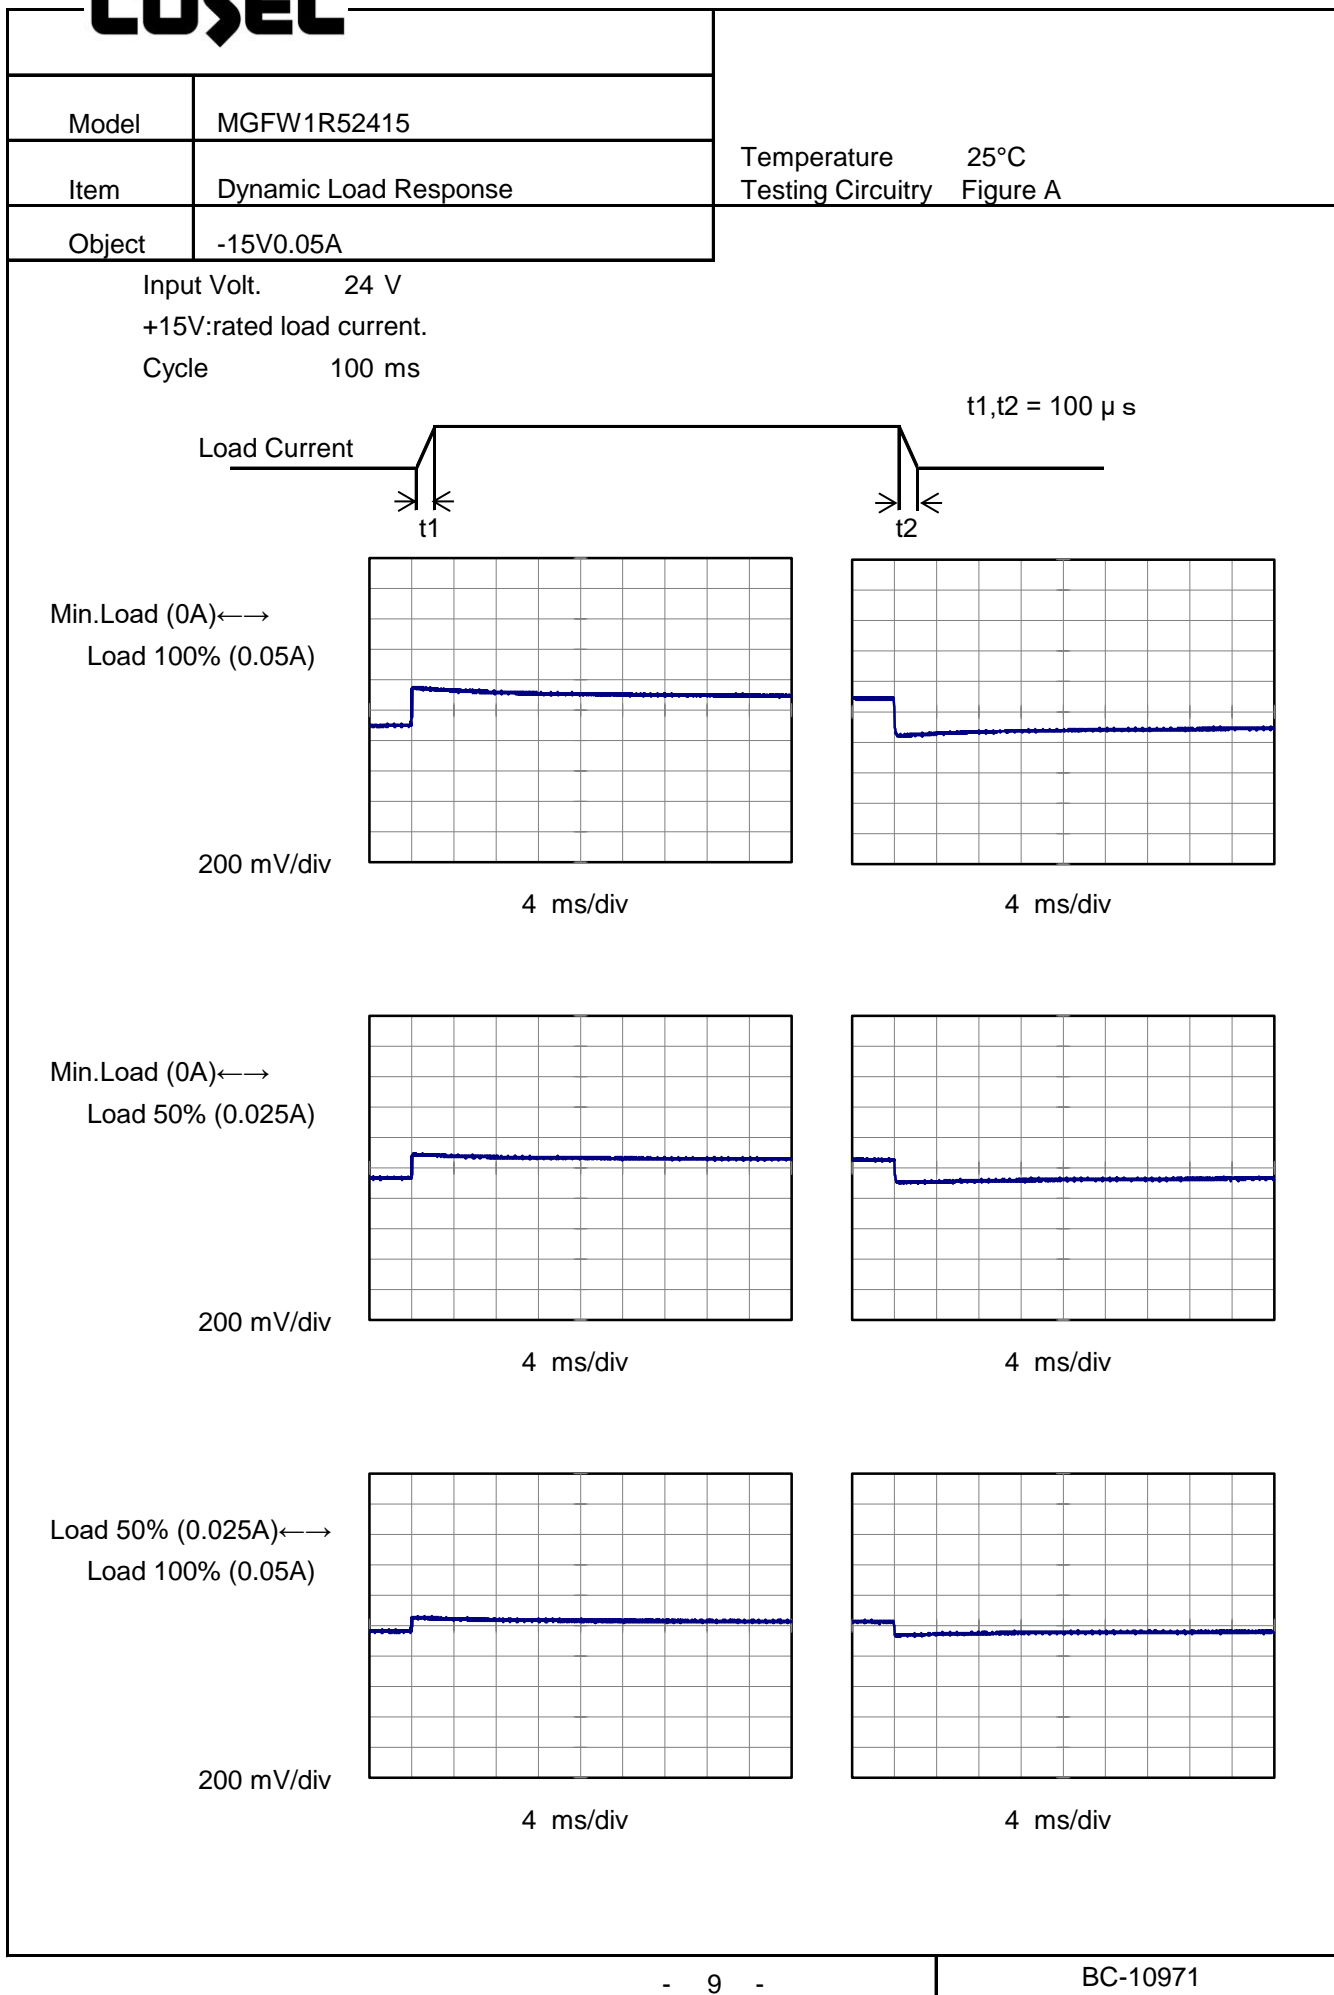 COSEL
Model MGFW1R52415
Temperature 25°C
Item Dynamic Load Response
Testing Circuitry Figure A
Object -15V0.05A
Input Volt. 24 V
+15V:rated load current.
Cycle 100 ms
t1,t2 = 100 μｓ
Load Current
t1 t2
Min.Load (0A)←→
Load 100% (0.05A)
200 mV/div
4 ms/div 4 ms/div
Min.Load (0A)←→
Load 50% (0.025A)
200 mV/div
4 ms/div 4 ms/div
Load 50% (0.025A)←→
Load 100% (0.05A)
200 mV/div
4 ms/div 4 ms/div
- 9 -
BC-10971